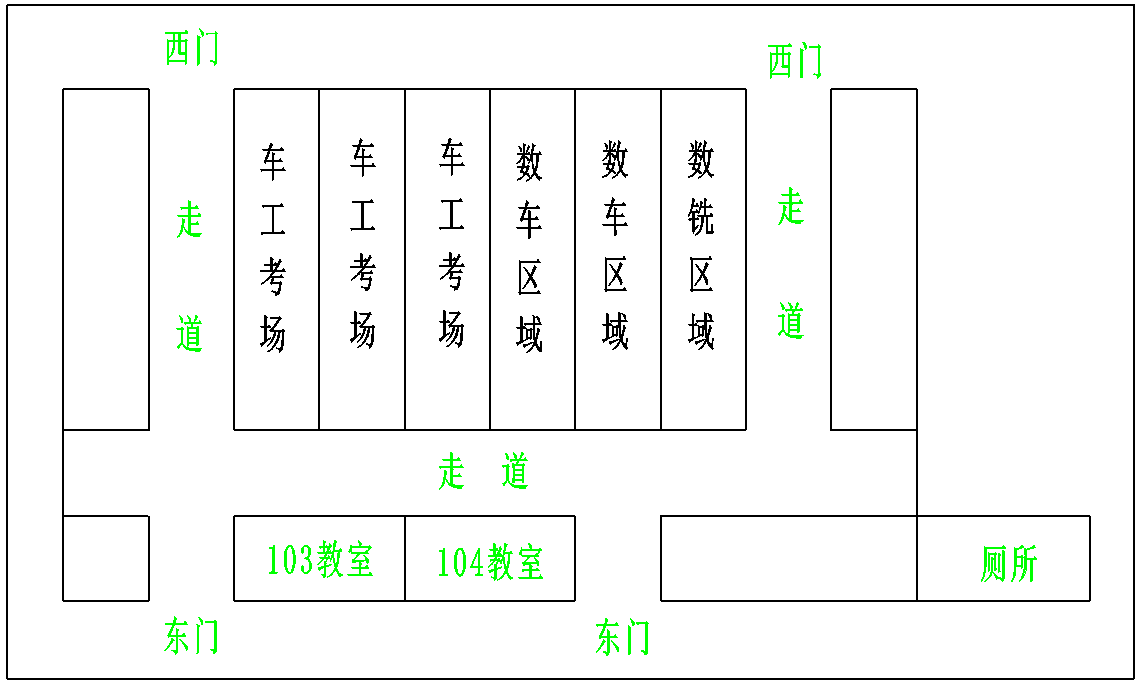 西门
西门
走道
车工考场
车工考场
车工考场
数车区域
数车区域
数铣区域
走道
走 道
103教室
104教室
厕所
东门
东门